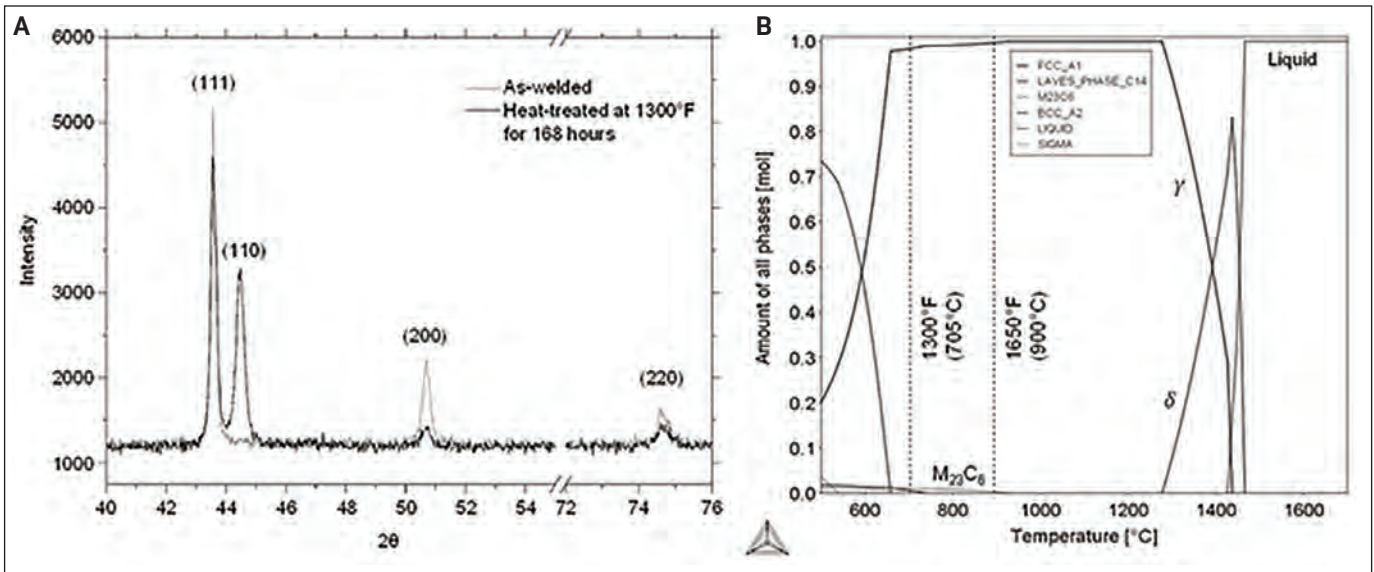 A
6000
5000
4000
3000
2000
1000
Intensity
(111)
(110)
(200)
(220)
As-welded
Heat-treated at 1300°F
for 168 hours
40 42 44 46 48 50 52 54 72 74 76
2θ
B
1.0
0.9
0.8
0.7
0.6
0.5
0.4
0.3
0.2
0.1
0.0
Amount of all phases [mol]
FCC_A1
LAVES_PHASE_C14
M23C6
BCC_A2
LIQUID
SIGMA
Liquid
γ
δ
1300°F
(705°C)
1650°F
(900°C)
M₂₃C₆
600 800 1000 1200 1400 1600
Temperature [°C]